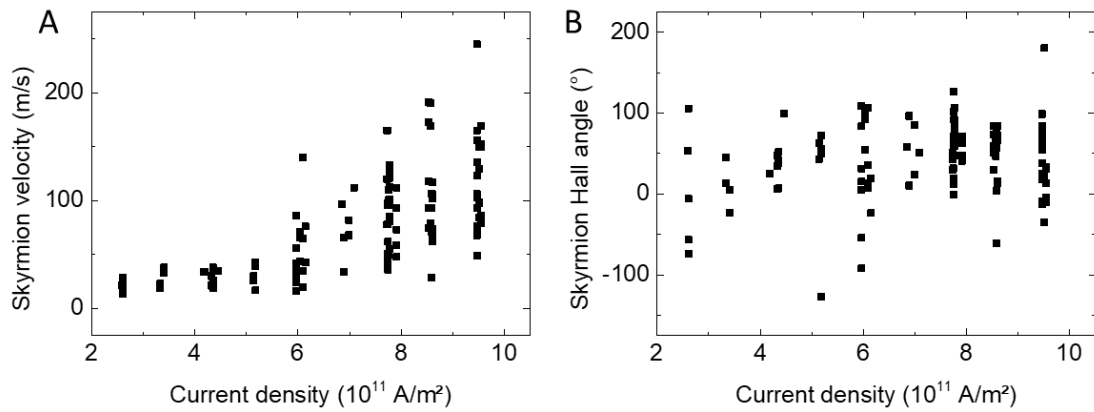 A
Skyrmion velocity (m/s)
200
100
0
2
4
6
8
10
Current density (10¹¹ A/m²)
B
Skyrmion Hall angle (°)
200
100
0
-100
2
4
6
8
10
Current density (10¹¹ A/m²)